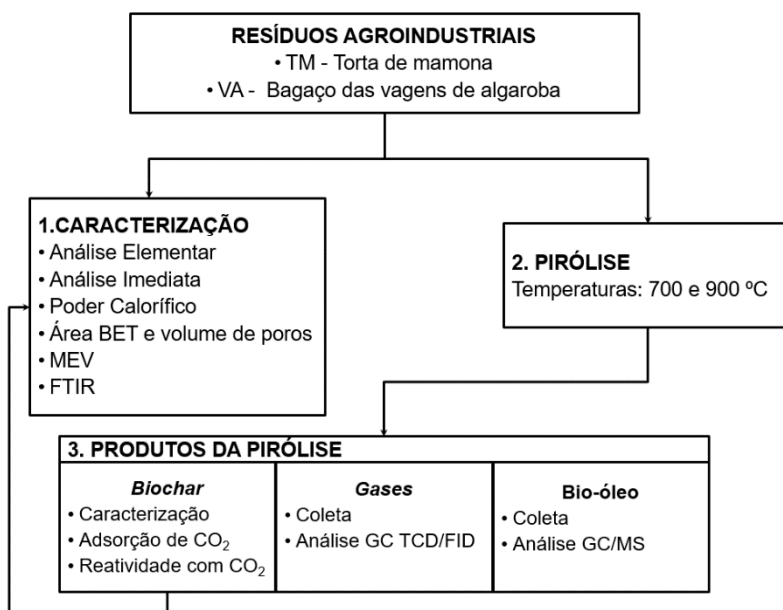 RESÍDUOS AGROINDUSTRIAIS
• TM - Torta de mamona
• VA - Bagaço das vagens de algaroba
1.CARACTERIZAÇÃO
• Análise Elementar
• Análise Imediata
• Poder Calorífico
• Área BET e volume de poros
• MEV
• FTIR
2. PIRÓLISE
Temperaturas: 700 e 900 ºC
3. PRODUTOS DA PIRÓLISE
Biochar
• Caracterização
• Adsorção de CO₂
• Reatividade com CO₂
Gases
• Coleta
• Análise GC TCD/FID
Bio-óleo
• Coleta
• Análise GC/MS